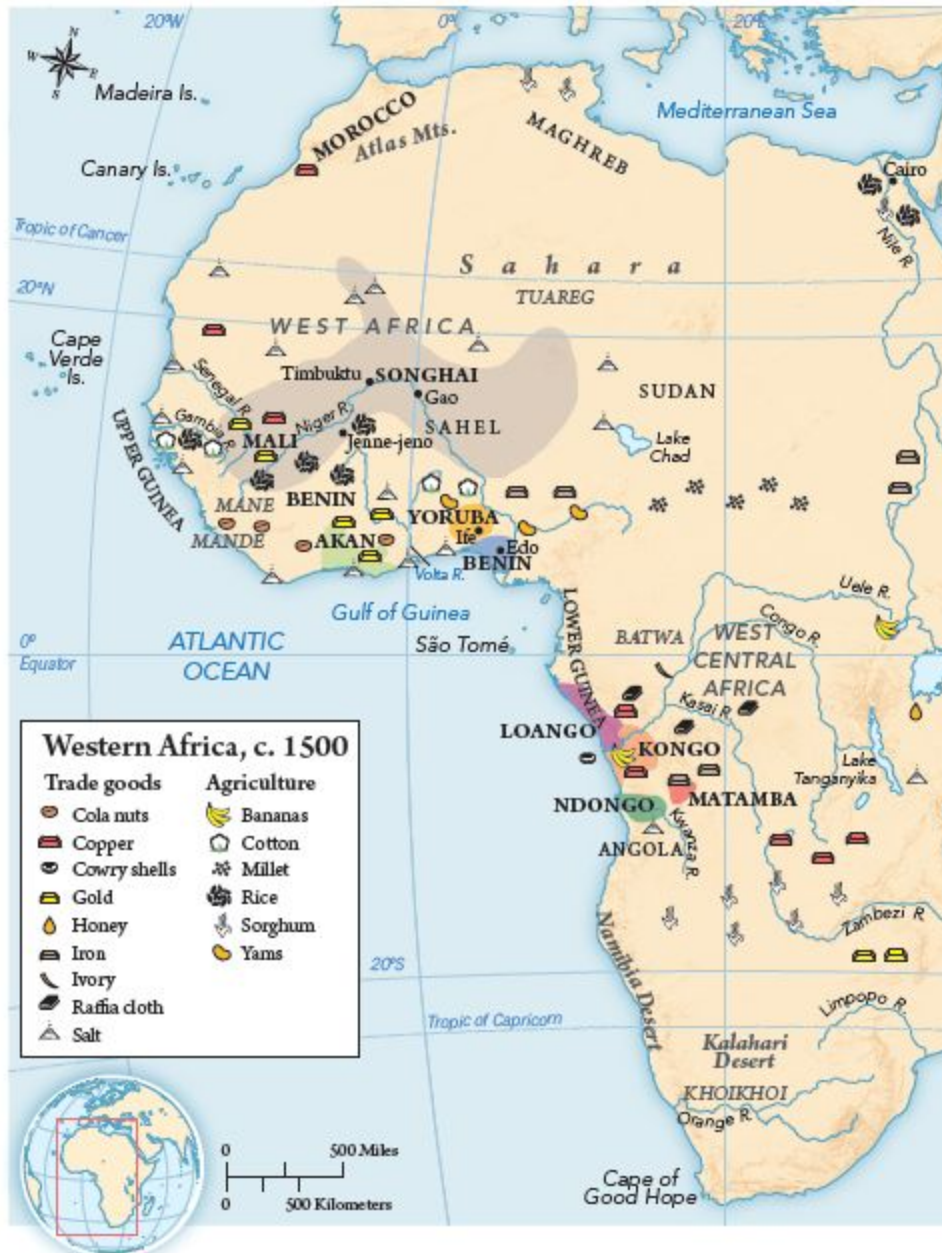 20°W
0°
20°E
N
W E
S
Madeira Is.
Mediterranean Sea
MOROCCO
Atlas Mts.
MAGHREB
Canary Is.
Cairo
Nile R.
Tropic of Cancer
Sahara
20°N
TUAREG
WEST AFRICA
Cape
Verde
Is.
Senegal R.
Timbuktu
SONGHAI
Gao
SUDAN
Gambia R.
Niger R.
MALI
Jenne-jeno
SAHEL
Lake
Chad
UPPER GUINEA
MANE
BENIN
MANDE
AKAN
YORUBA
Ife
Edo
BENIN
Volta R.
Gulf of Guinea
Uele R.
Congo R.
ATLANTIC
OCEAN
0°
Equator
São Tomé
LOWER GUINEA
BATWA
WEST
CENTRAL
AFRICA
Kasai R.
LOANGO
KONGO
Lake
Tanganyika
NDONGO
MATAMBA
Kwanza R.
ANGOLA
Zambezi R.
Namibia Desert
20°S
Limpopo R.
Tropic of Capricorn
Kalahari
Desert
KHOIKHOI
Orange R.
Cape of
Good Hope
Western Africa, c. 1500
Trade goods
Cola nuts
Copper
Cowry shells
Gold
Honey
Iron
Ivory
Raffia cloth
Salt
Agriculture
Bananas
Cotton
Millet
Rice
Sorghum
Yams
0 500 Miles
0 500 Kilometers